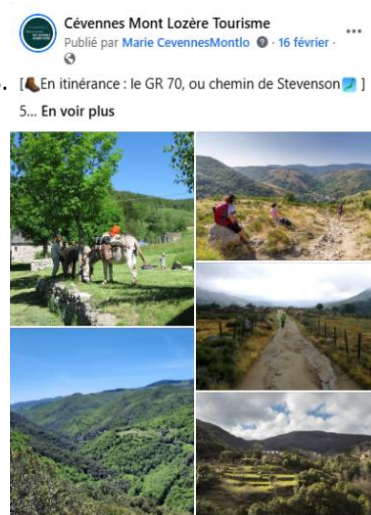 Cévennes Mont Lozère Tourisme
Publié par Marie CevennesMontlo · 16 février ·
[🥾En itinérance : le GR 70, ou chemin de Stevenson🗾 ]
5... En voir plus